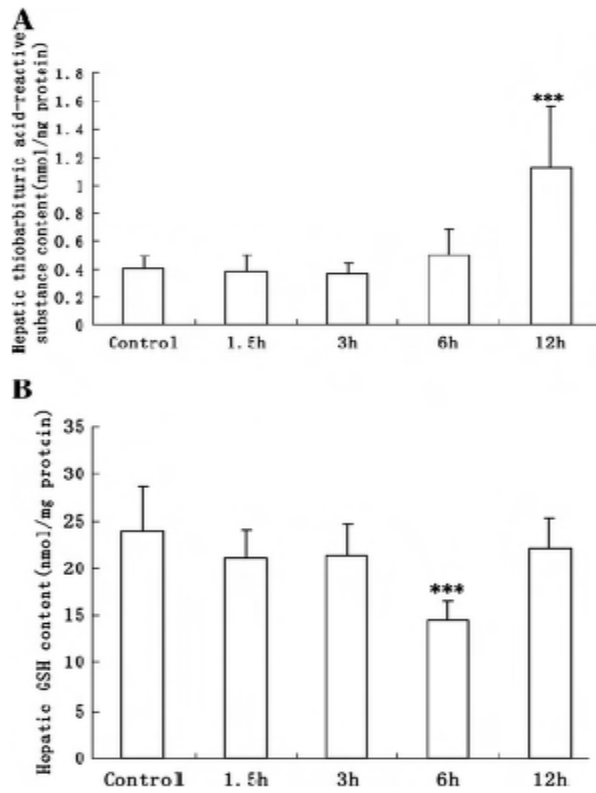 A
Hepatic thiobarbituric acid-reactive
substance content(nmol/mg protein)
1.8
1.6
1.4
1.2
1
0.8
0.6
0.4
0.2
0
***
Control 1.5h 3h 6h 12h
B
Hepatic GSH content(nmol/mg protein)
35
30
25
20
15
10
5
0
***
Control 1.5h 3h 6h 12h